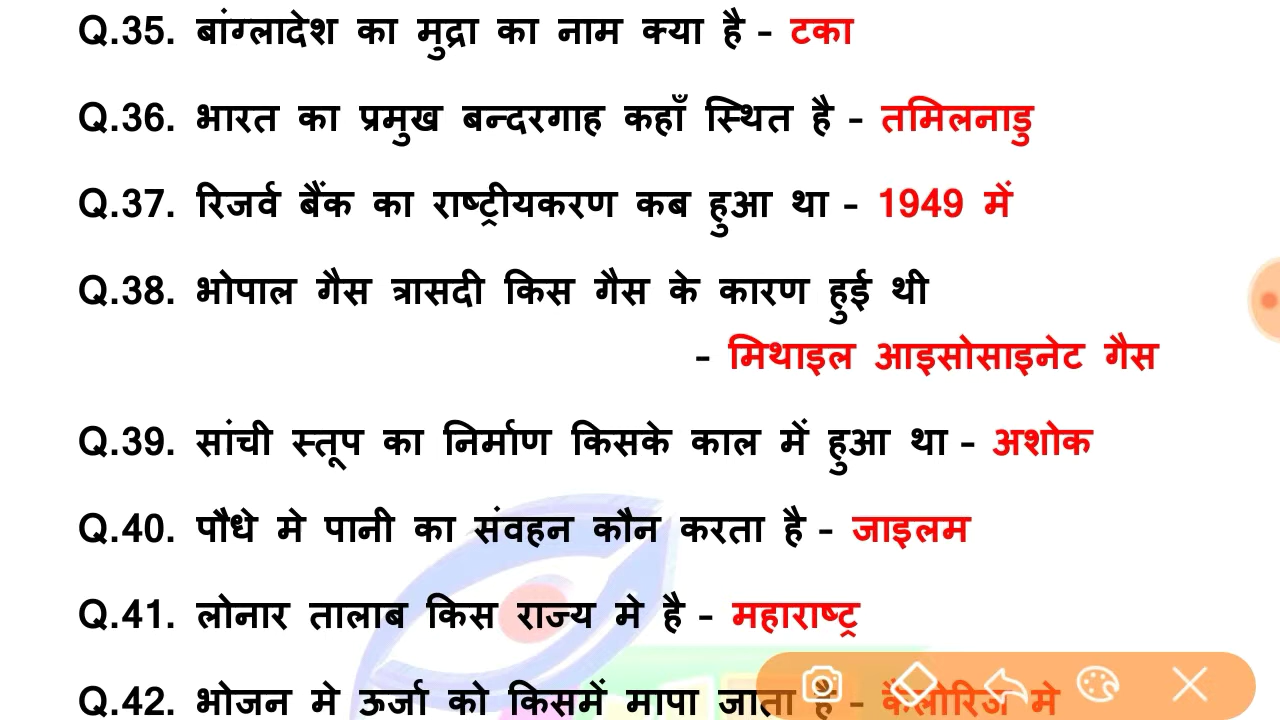 Q.35. बांग्लादेश का मुद्रा का नाम क्या है – टका
Q.36. भारत का प्रमुख बन्दरगाह कहाँ स्थित है – तमिलनाडु
Q.37. रिजर्व बैंक का राष्ट्रीयकरण कब हुआ था – 1949 में
Q.38. भोपाल गैस त्रासदी किस गैस के कारण हुई थी
– मिथाइल आइसोसाइनेट गैस
Q.39. सांची स्तूप का निर्माण किसके काल में हुआ था – अशोक
Q.40. पौधे मे पानी का संवहन कौन करता है – जाइलम
Q.41. लोनार तालाब किस राज्य मे है – महाराष्ट्र
Q.42. भोजन मे ऊर्जा को किसमें मापा जाता है – कैलोरिज मे